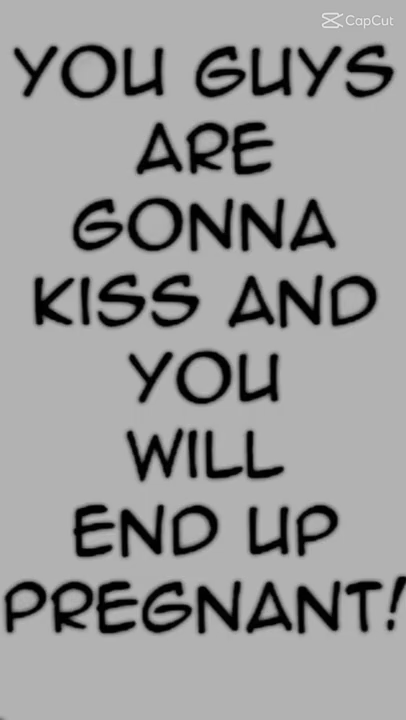 CapCut
YOU GUYS
ARE
GONNA
KISS AND
YOU
WILL
END UP
PREGNANT!